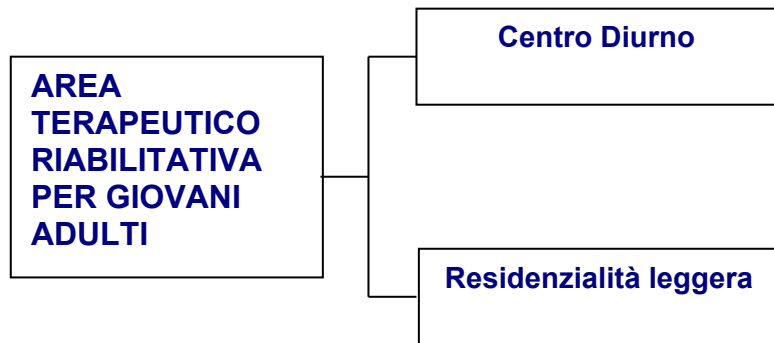 AREA
TERAPEUTICO
RIABILITATIVA
PER GIOVANI
ADULTI
Centro Diurno
Residenzialità leggera